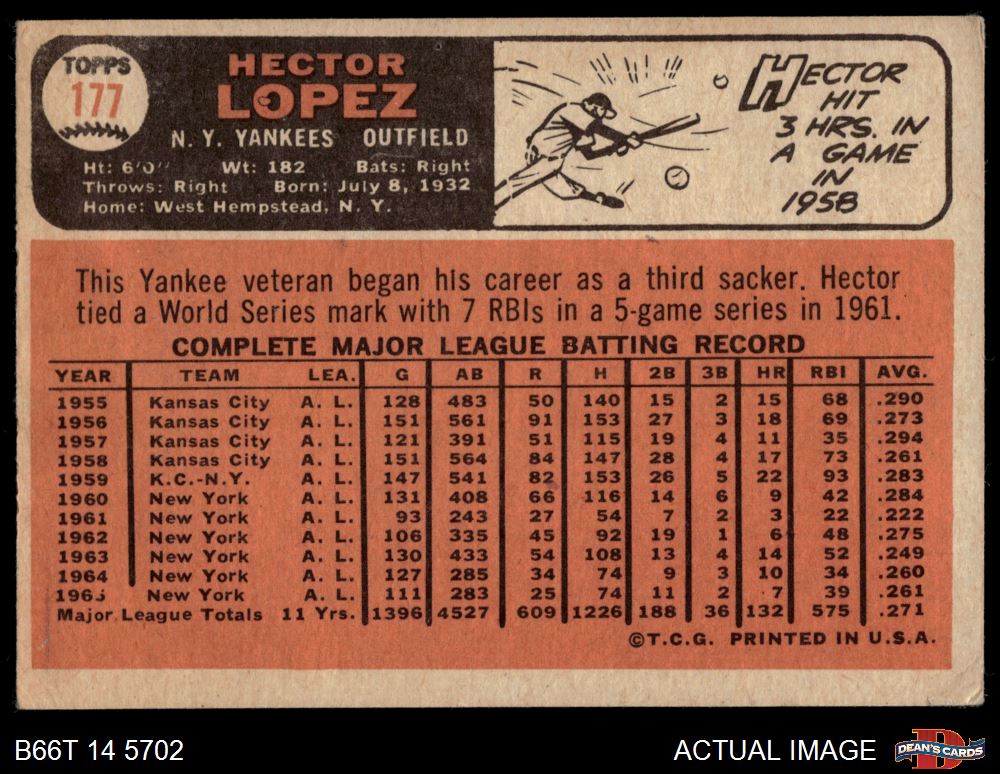 TOPPS
177
HECTOR
LOPEZ
N. Y. YANKEES OUTFIELD
Ht: 6'0" Wt: 182 Bats: Right
Throws: Right Born: July 8, 1932
Home: West Hempstead, N. Y.
HECTOR
HIT
3 HRS. IN
A GAME
IN
1958
This Yankee veteran began his career as a third sacker. Hector
tied a World Series mark with 7 RBIs in a 5-game series in 1961.
COMPLETE MAJOR LEAGUE BATTING RECORD
YEAR TEAM LEA. G AB R H 2B 3B HR RBI AVG.
1955 Kansas City A. L. 128 483 50 140 15 2 15 68 .290
1956 Kansas City A. L. 151 561 91 153 27 3 18 69 .273
1957 Kansas City A. L. 121 391 51 115 19 4 11 35 .294
1958 Kansas City A. L. 151 564 84 147 28 4 17 73 .261
1959 K.C.-N.Y. A. L. 147 541 82 153 26 5 22 93 .283
1960 New York A. L. 131 408 66 116 14 6 9 42 .284
1961 New York A. L. 93 243 27 54 7 2 3 22 .222
1962 New York A. L. 106 335 45 92 19 1 6 48 .275
1963 New York A. L. 130 433 54 108 13 4 14 52 .249
1964 New York A. L. 127 285 34 74 9 3 10 34 .260
1965 New York A. L. 111 283 25 74 11 2 7 39 .261
Major League Totals 11 Yrs. 1396 4527 609 1226 188 36 132 575 .271
©T.C.G. PRINTED IN U.S.A.
B66T 14 5702
ACTUAL IMAGE
D
DEAN'S CARDS